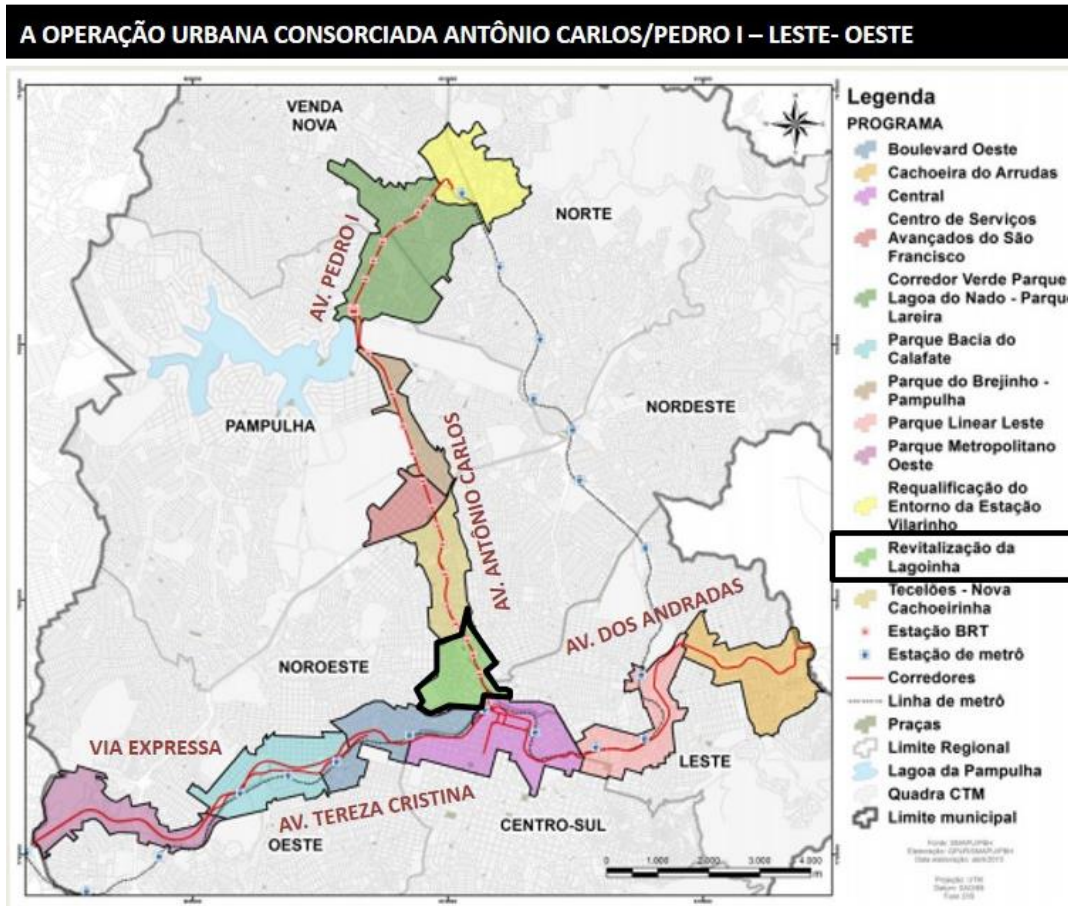 A OPERAÇÃO URBANA CONSORCIADA ANTÔNIO CARLOS/PEDRO I – LESTE- OESTE
VENDA
NOVA
NORTE
AV. PEDRO I
PAMPULHA
NORDESTE
AV. ANTÔNIO CARLOS
AV. DOS ANDRADAS
NOROESTE
VIA EXPRESSA
LESTE
AV. TEREZA CRISTINA
OESTE
CENTRO-SUL
0 1.000 2.000 3.000 4.000
m
Legenda
PROGRAMA
Boulevard Oeste
Cachoeira do Arrudas
Central
Centro de Serviços
Avançados do São
Francisco
Corredor Verde Parque
Lagoa do Nado - Parque
Lareira
Parque Bacia do
Calafate
Parque do Brejinho -
Pampulha
Parque Linear Leste
Parque Metropolitano
Oeste
Requalificação do
Entorno da Estação
Vilarinho
Revitalização da
Lagoinha
Tecelões - Nova
Cachoeirinha
Estação BRT
Estação de metrô
Corredores
Linha de metrô
Praças
Limite Regional
Lagoa da Pampulha
Quadra CTM
Limite municipal